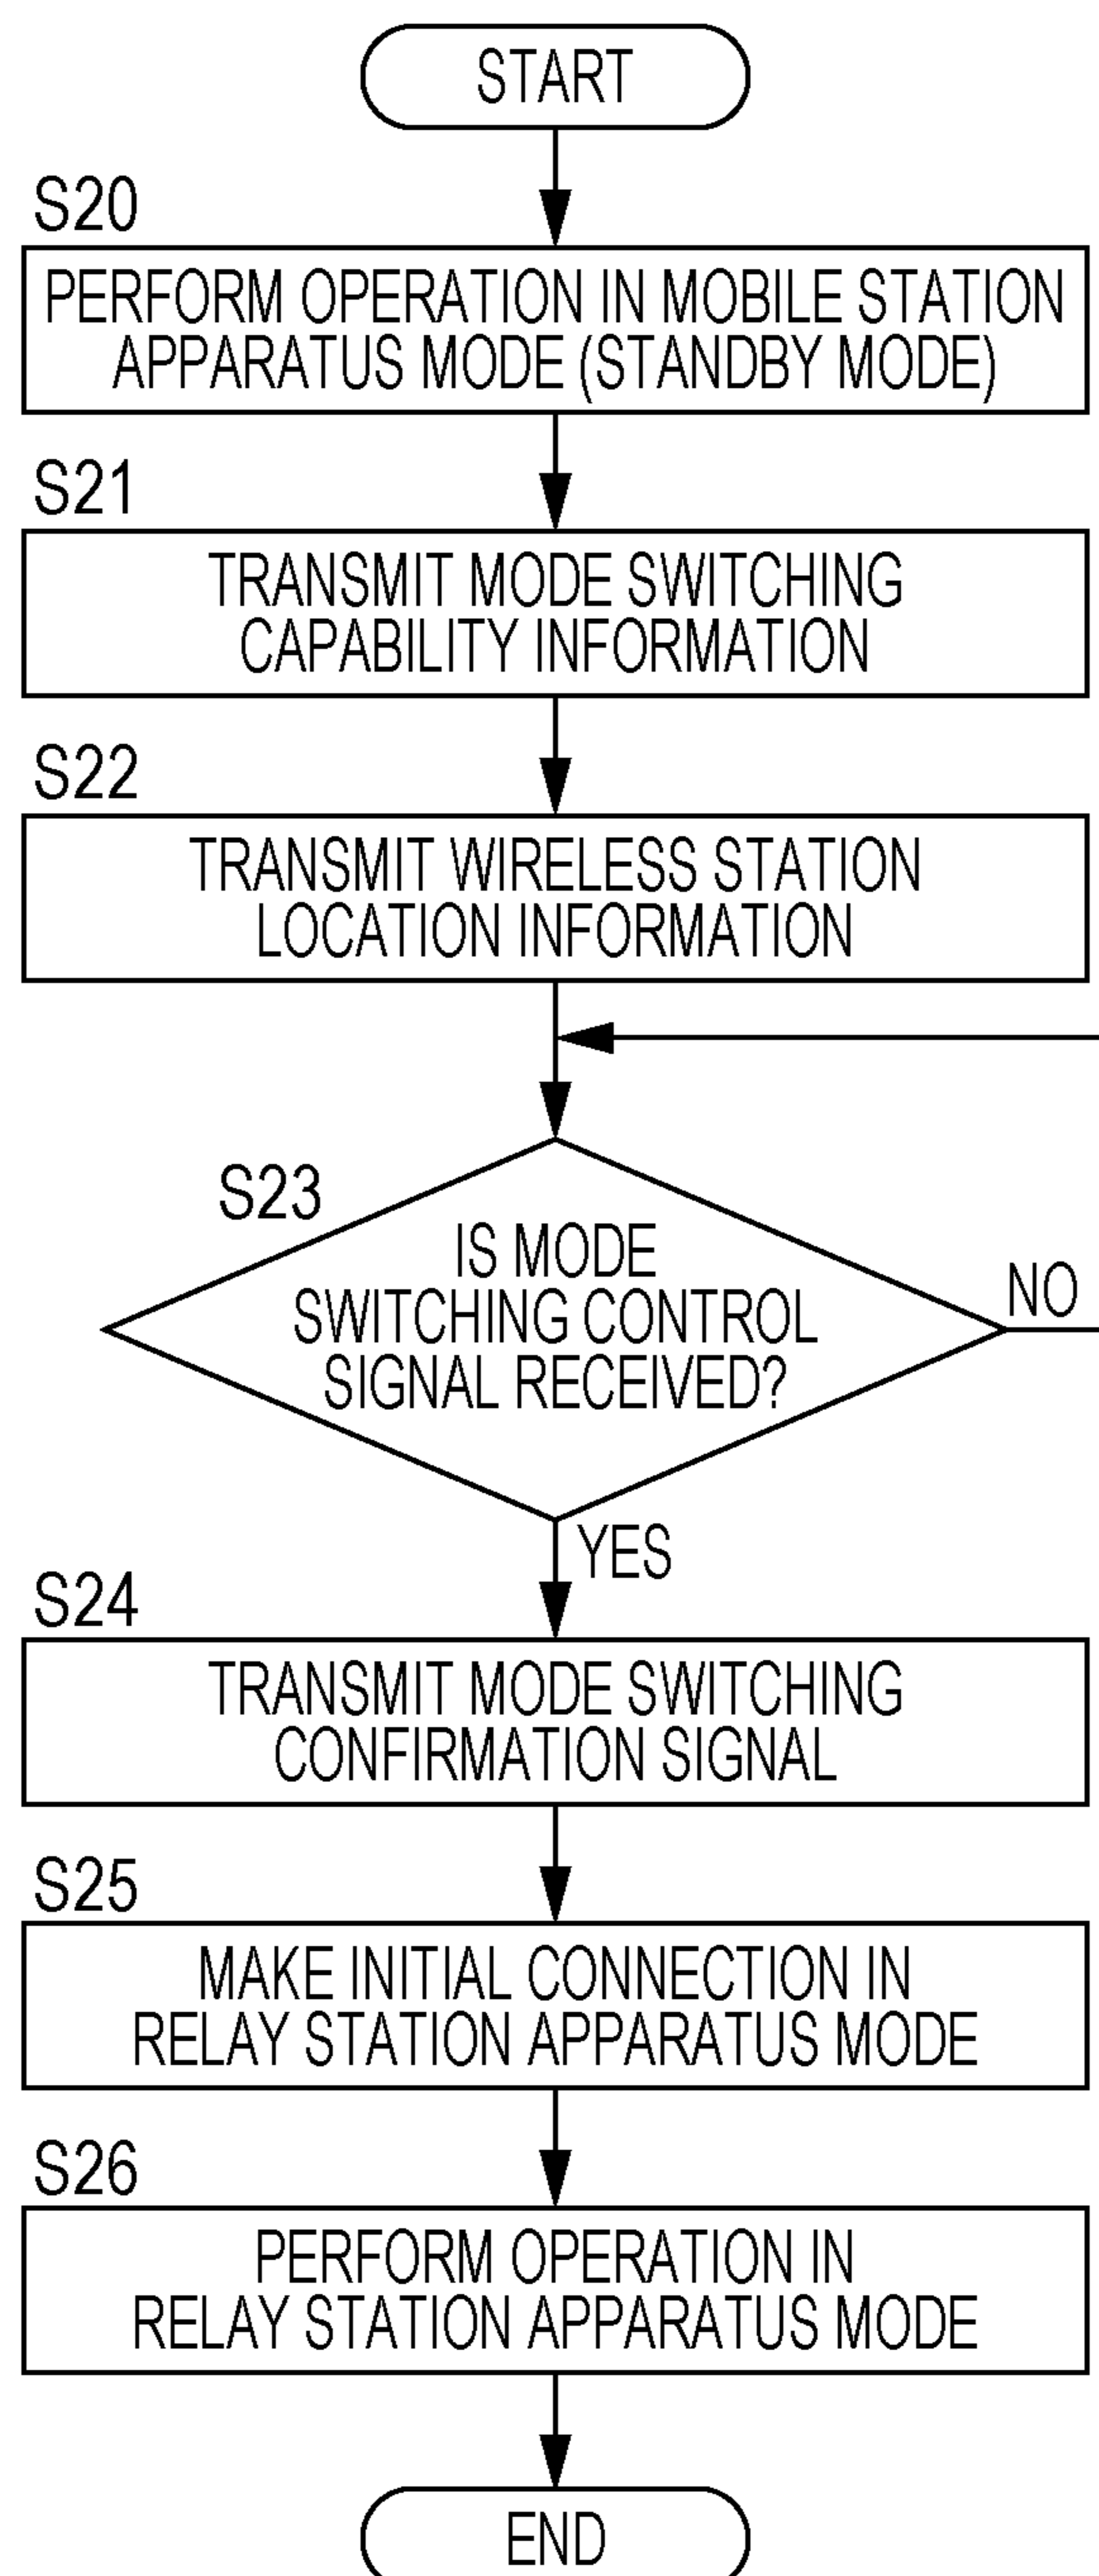 START
S20
PERFORM OPERATION IN MOBILE STATION
APPARATUS MODE (STANDBY MODE)
S21
TRANSMIT MODE SWITCHING
CAPABILITY INFORMATION
S22
TRANSMIT WIRELESS STATION
LOCATION INFORMATION
S23
IS MODE
SWITCHING CONTROL
SIGNAL RECEIVED?
NO
YES
S24
TRANSMIT MODE SWITCHING
CONFIRMATION SIGNAL
S25
MAKE INITIAL CONNECTION IN
RELAY STATION APPARATUS MODE
S26
PERFORM OPERATION IN
RELAY STATION APPARATUS MODE
END